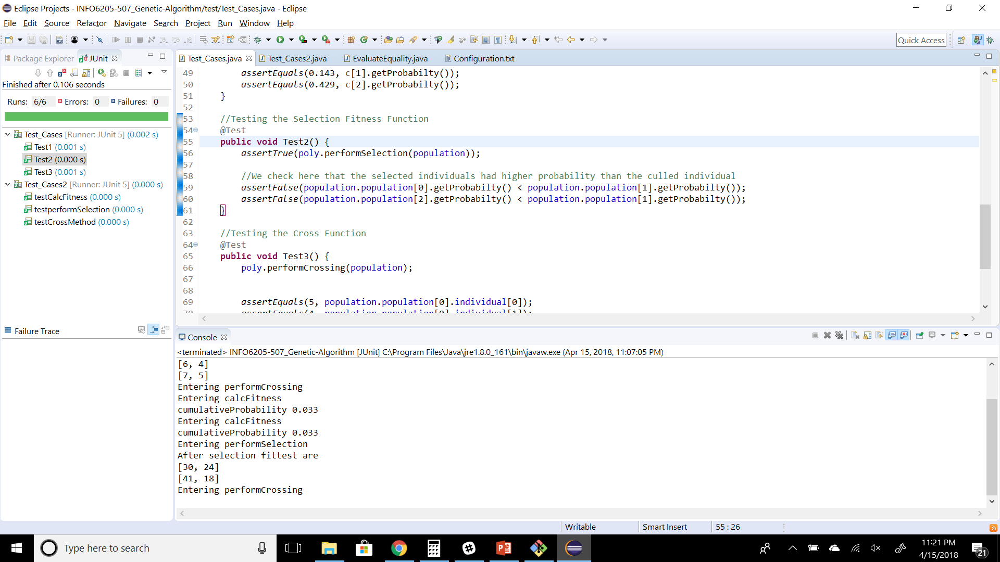 Eclipse Projects - INFO6205-507_Genetic-Algorithm/test/Test_Cases.java - Eclipse
File Edit Source Refactor Navigate Search Project Run Window Help
Quick Access
Package Explorer JUnit
Finished after 0.106 seconds
Runs: 6/6 Errors: 0 Failures: 0
Test_Cases [Runner: JUnit 5] (0.002 s)
Test1 (0.001 s)
Test2 (0.000 s)
Test3 (0.001 s)
Test_Cases2 [Runner: JUnit 5] (0.000 s)
testCalcFitness (0.000 s)
testperformSelection (0.000 s)
testCrossMethod (0.000 s)
Failure Trace
Test_Cases.java Test_Cases2.java EvaluateEquality.java Configuration.txt
49 assertEquals(0.143, c[1].getProbabilty());
50 assertEquals(0.429, c[2].getProbabilty());
51 }
52
53 //Testing the Selection Fitness Function
54 @Test
55 public void Test2() {
56 assertTrue(poly.performSelection(population));
57
58 //We check here that the selected individuals had higher probability than the culled individual
59 assertFalse(population.population[0].getProbabilty() < population.population[1].getProbabilty());
60 assertFalse(population.population[2].getProbabilty() < population.population[1].getProbabilty());
61 }
62
63 //Testing the Cross Function
64 @Test
65 public void Test3() {
66 poly.performCrossing(population);
67
68
69 assertEquals(5, population.population[0].individual[0]);
Console
<terminated> INFO6205-507_Genetic-Algorithm [JUnit] C:\Program Files\Java\jre1.8.0_161\bin\javaw.exe (Apr 15, 2018, 11:07:05 PM)
[6, 4]
[7, 5]
Entering performCrossing
Entering calcFitness
cumulativeProbability 0.033
Entering calcFitness
cumulativeProbability 0.033
Entering performSelection
After selection fittest are
[30, 24]
[41, 18]
Entering performCrossing
Writable Smart Insert 55 : 26
Type here to search
11:21 PM
4/15/2018
21